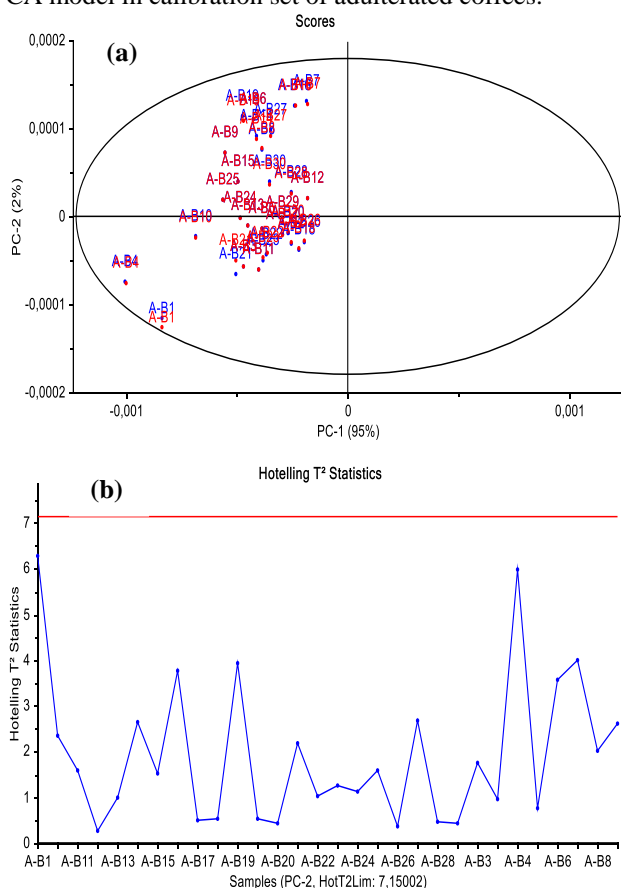 CA model in calibration set of adulterated coffees.
Scores
(a)
0,0002
0,0001
0
-0,0001
-0,0002
PC-2 (2%)
A-B7
A-B9
A-B27
A-B15
A-B30
A-B28
A-B12
A-B25
A-B24
A-B29
A-B10
A-B21
A-B11
A-B4
A-B1
A-B1
-0,001
0
0,001
PC-1 (95%)
Hotelling T² Statistics
(b)
7
6
5
4
3
2
1
0
Hotelling T² Statistics
A-B1 A-B11 A-B13 A-B15 A-B17 A-B19 A-B20 A-B22 A-B24 A-B26 A-B28 A-B3 A-B4 A-B6 A-B8
Samples (PC-2, HotT2Lim: 7,15002)